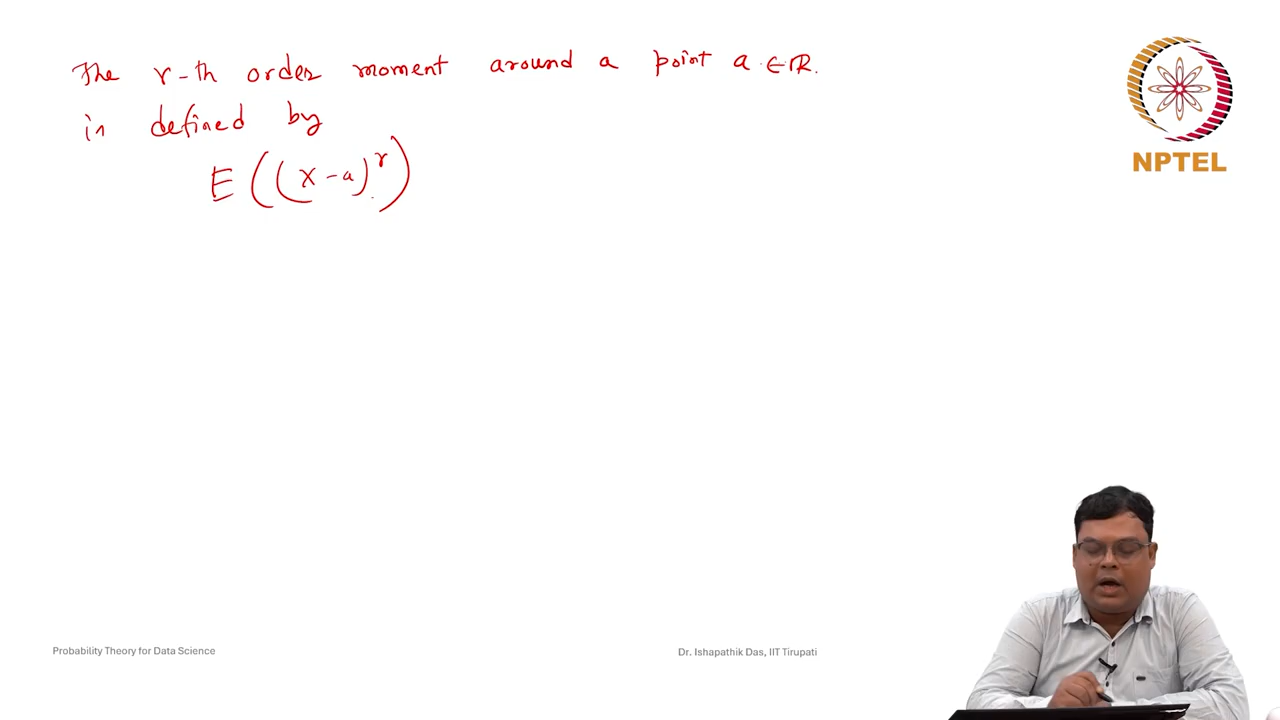 The r-th order moment around a point a ∈ ℝ.
is defined by
E((X-a)^r)
NPTEL
Probability Theory for Data Science
Dr. Ishapathik Das, IIT Tirupati